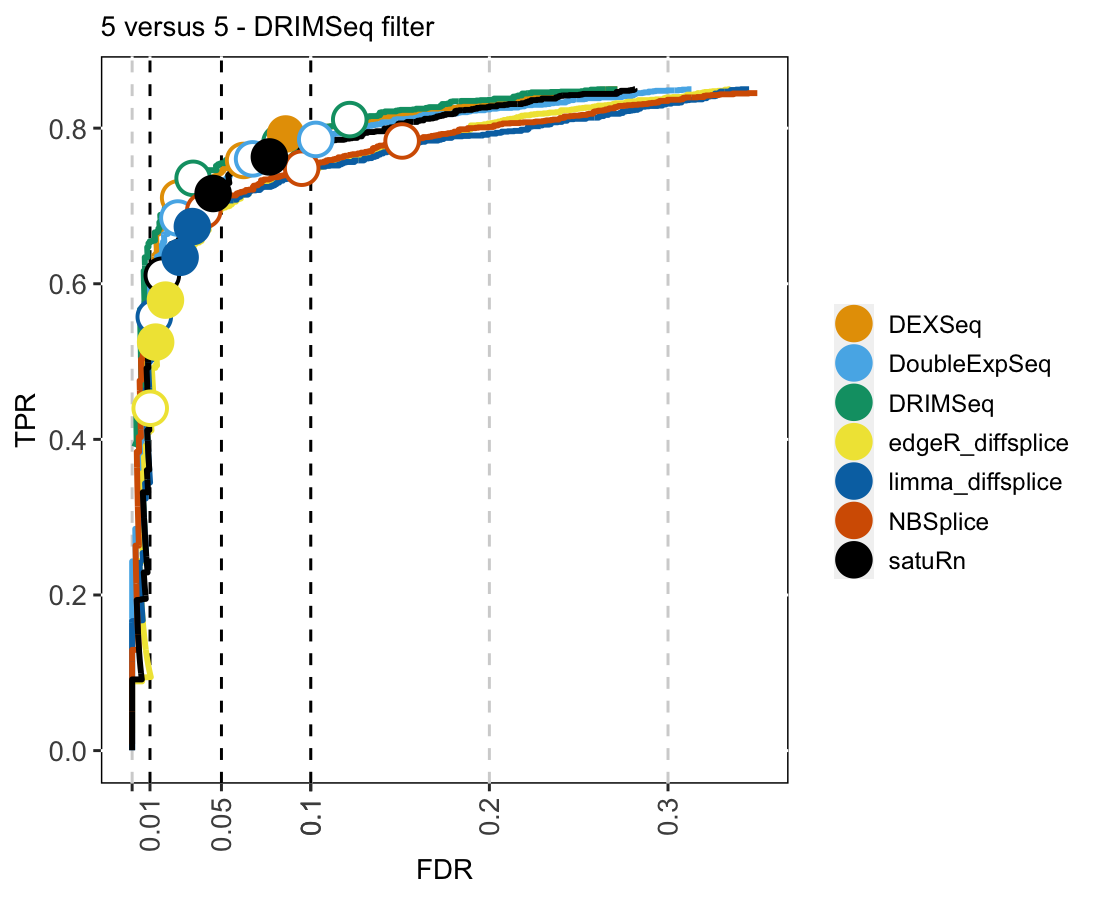 5 versus 5 - DRIMSeq filter
TPR
0.8
0.6
0.4
0.2
0.0
0.01
0.05
0.1
0.2
0.3
FDR
DEXSeq
DoubleExpSeq
DRIMSeq
edgeR_diffsplice
limma_diffsplice
NBSplice
satuRn